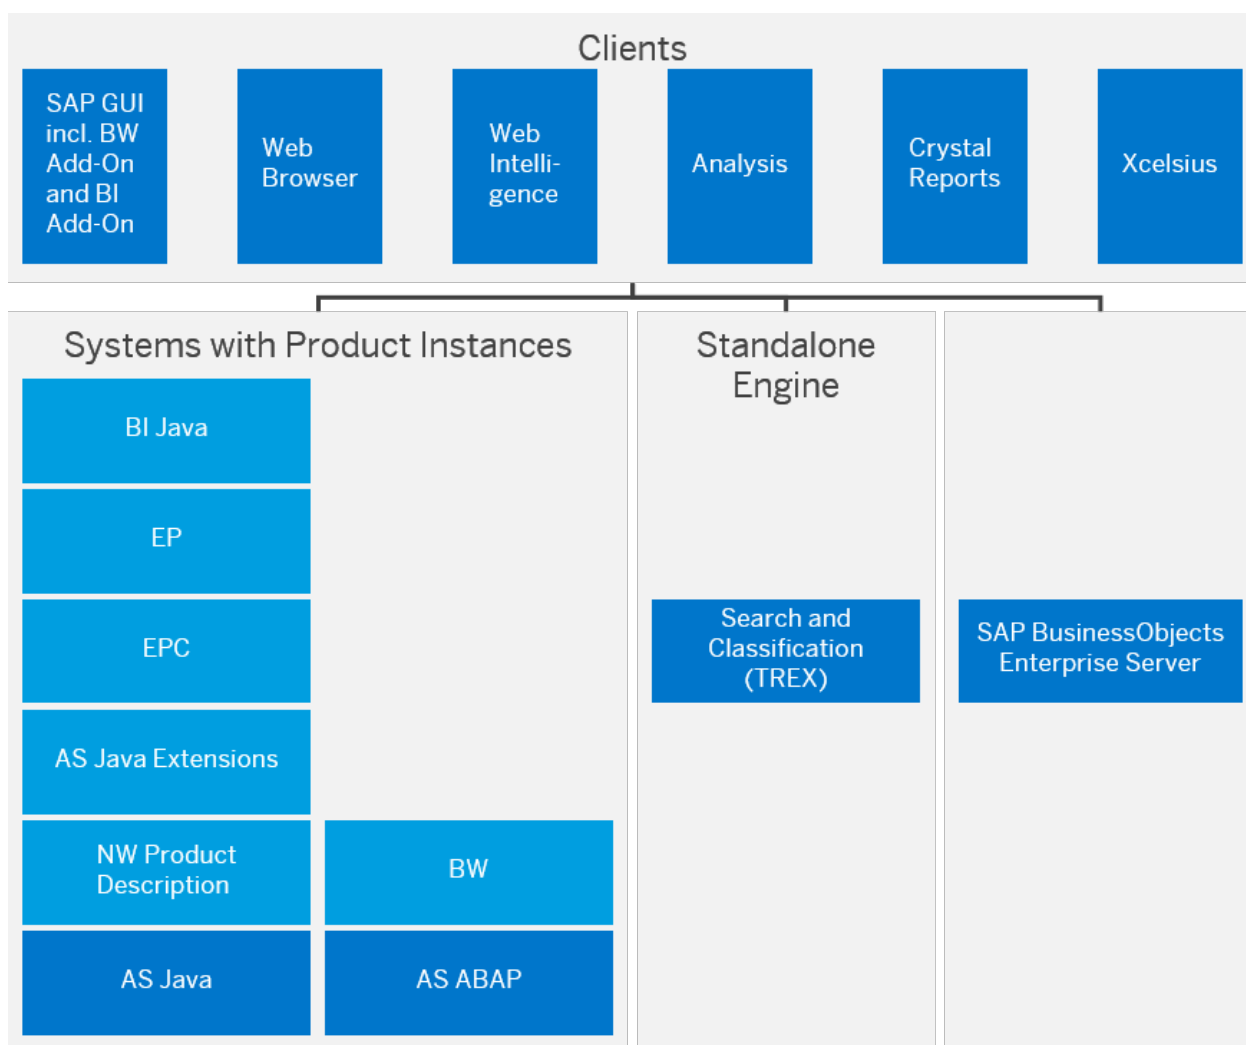 Clients
SAP GUI
incl. BW
Add-On
and BI
Add-On
Web
Browser
Web
Intelli-
gence
Analysis
Crystal
Reports
Xcelsius
Systems with Product Instances
BI Java
EP
EPC
AS Java Extensions
NW Product
Description
BW
AS Java
AS ABAP
Standalone
Engine
Search and
Classification
(TREX)
SAP BusinessObjects
Enterprise Server